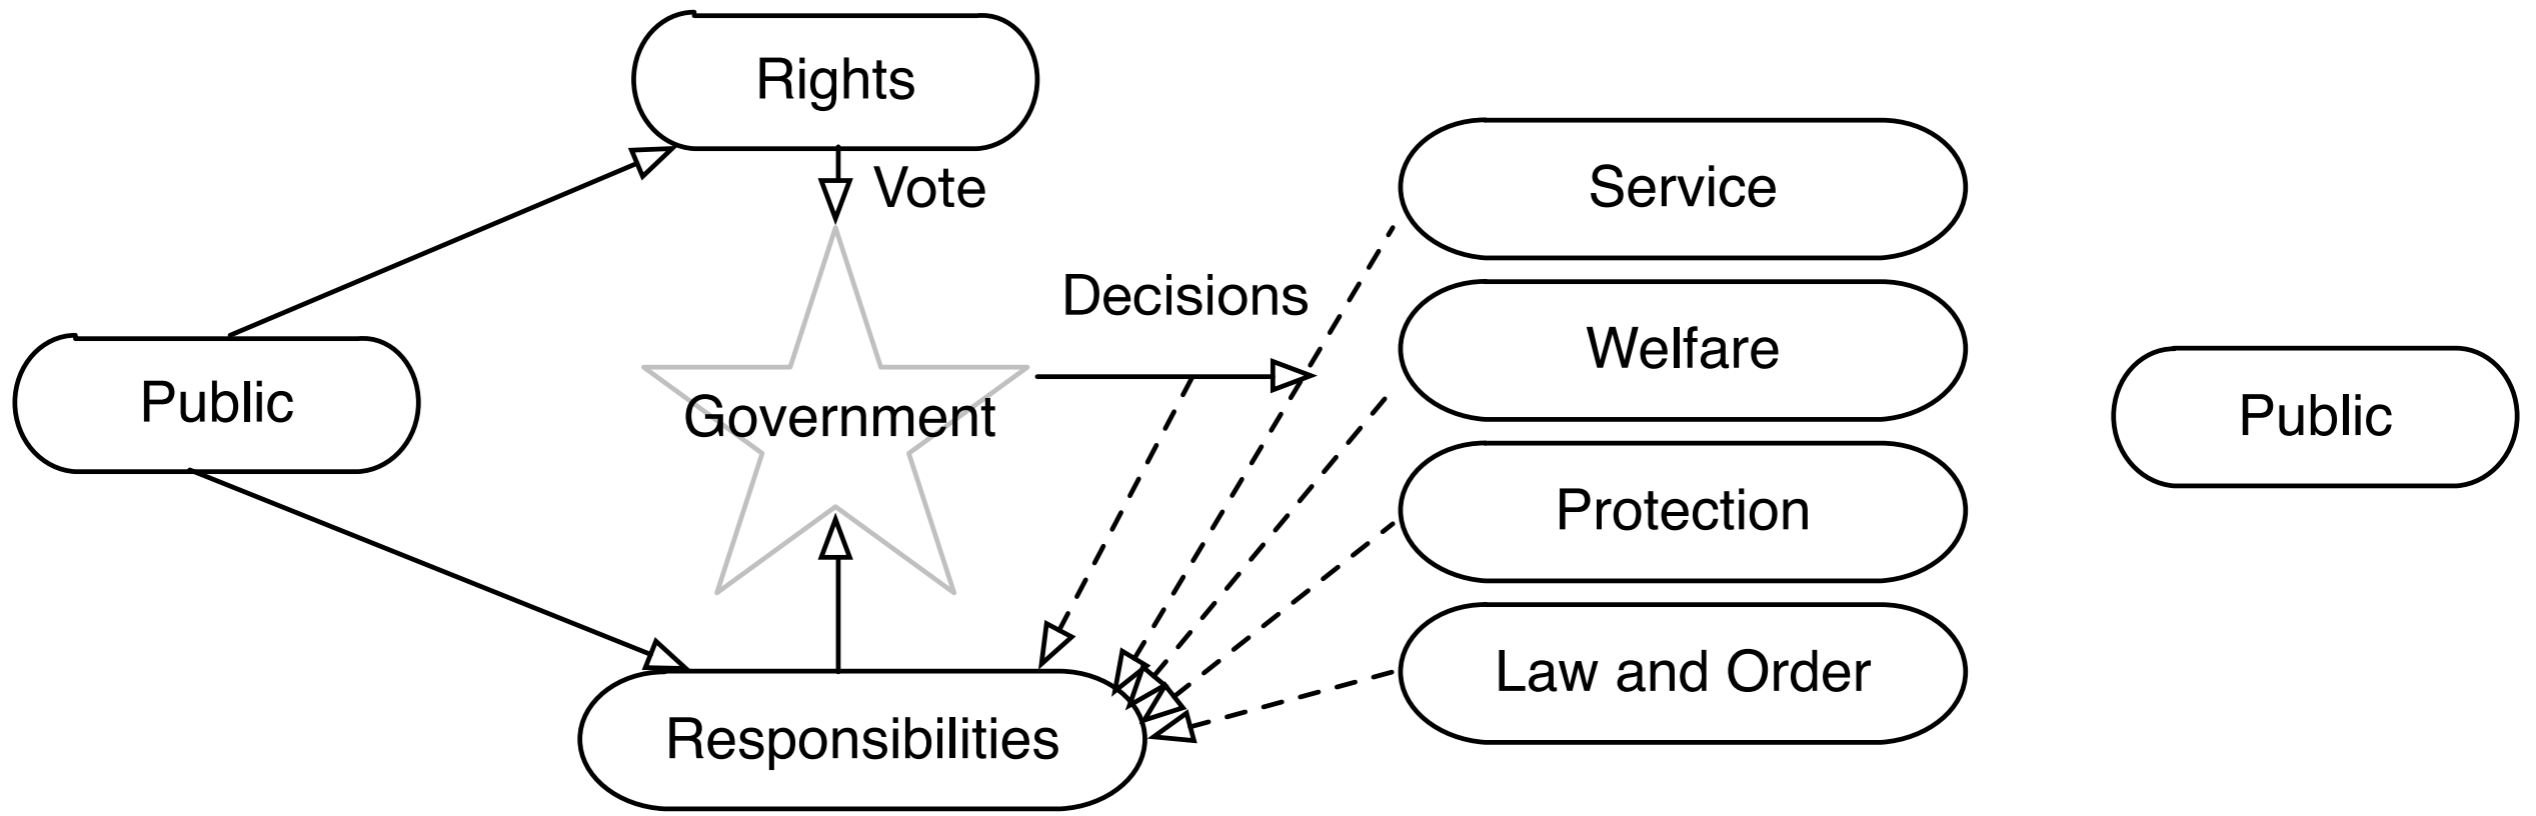 Rights
Vote
Service
Decisions
Welfare
Public
Government
Public
Protection
Law and Order
Responsibilities